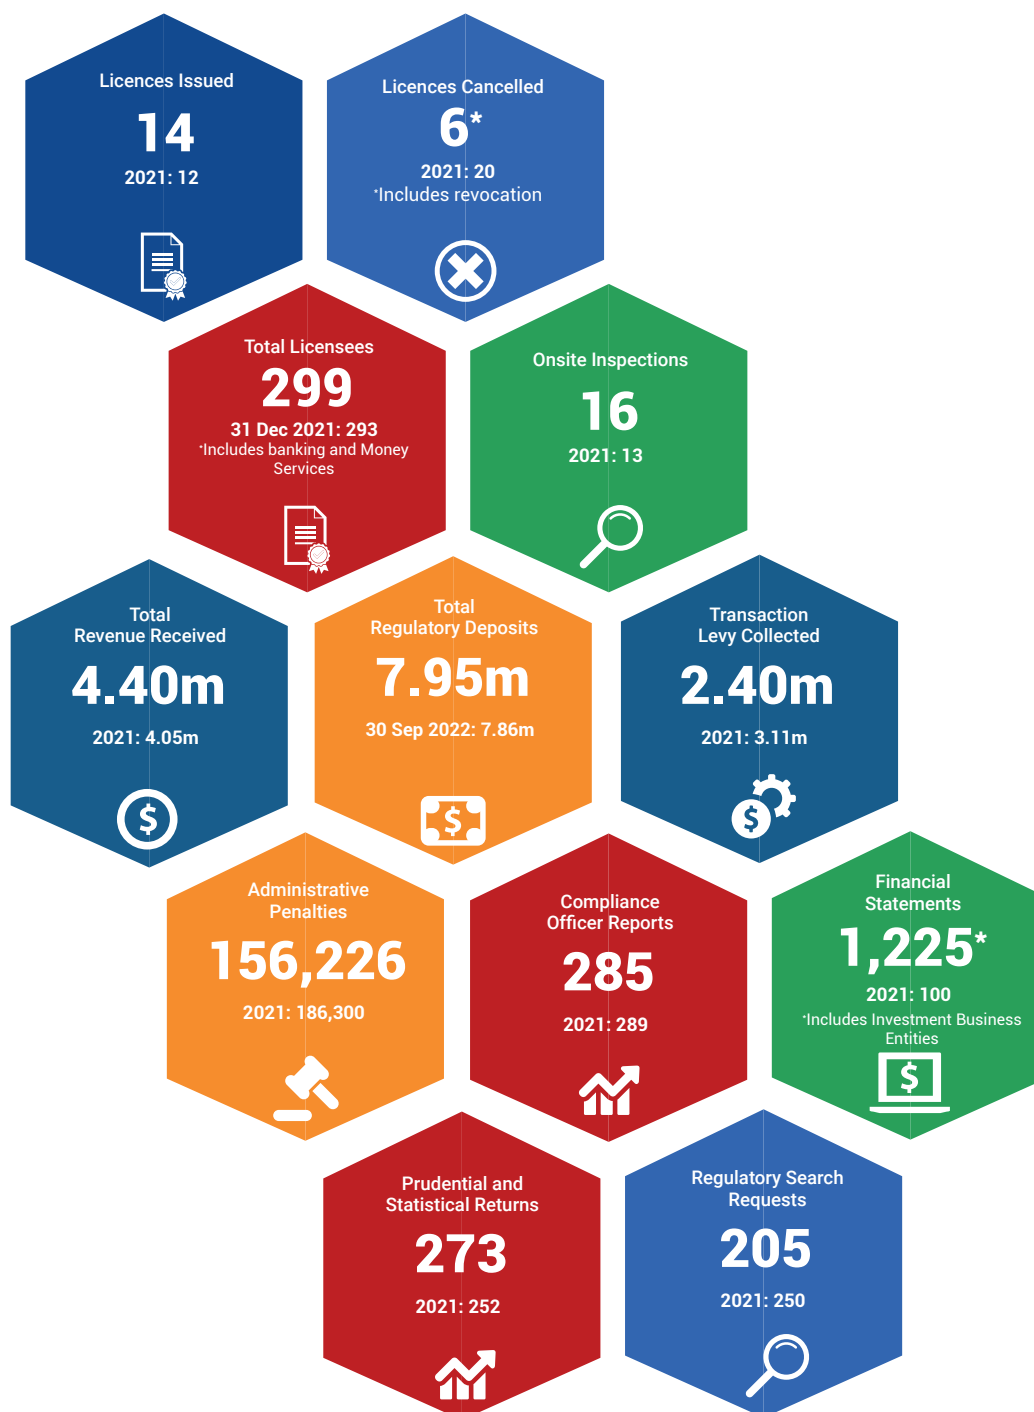 Licences Issued
14
2021: 12
Licences Cancelled
6*
2021: 20
*Includes revocation
Total Licensees
299
31 Dec 2021: 293
*Includes banking and Money
Services
Onsite Inspections
16
2021: 13
Total
Revenue Received
4.40m
2021: 4.05m
$
Total
Regulatory Deposits
7.95m
30 Sep 2022: 7.86m
$
Transaction
Levy Collected
2.40m
2021: 3.11m
$
Administrative
Penalties
156,226
2021: 186,300
Compliance
Officer Reports
285
2021: 289
Financial
Statements
1,225*
2021: 100
*Includes Investment Business
Entities
$
Prudential and
Statistical Returns
273
2021: 252
Regulatory Search
Requests
205
2021: 250